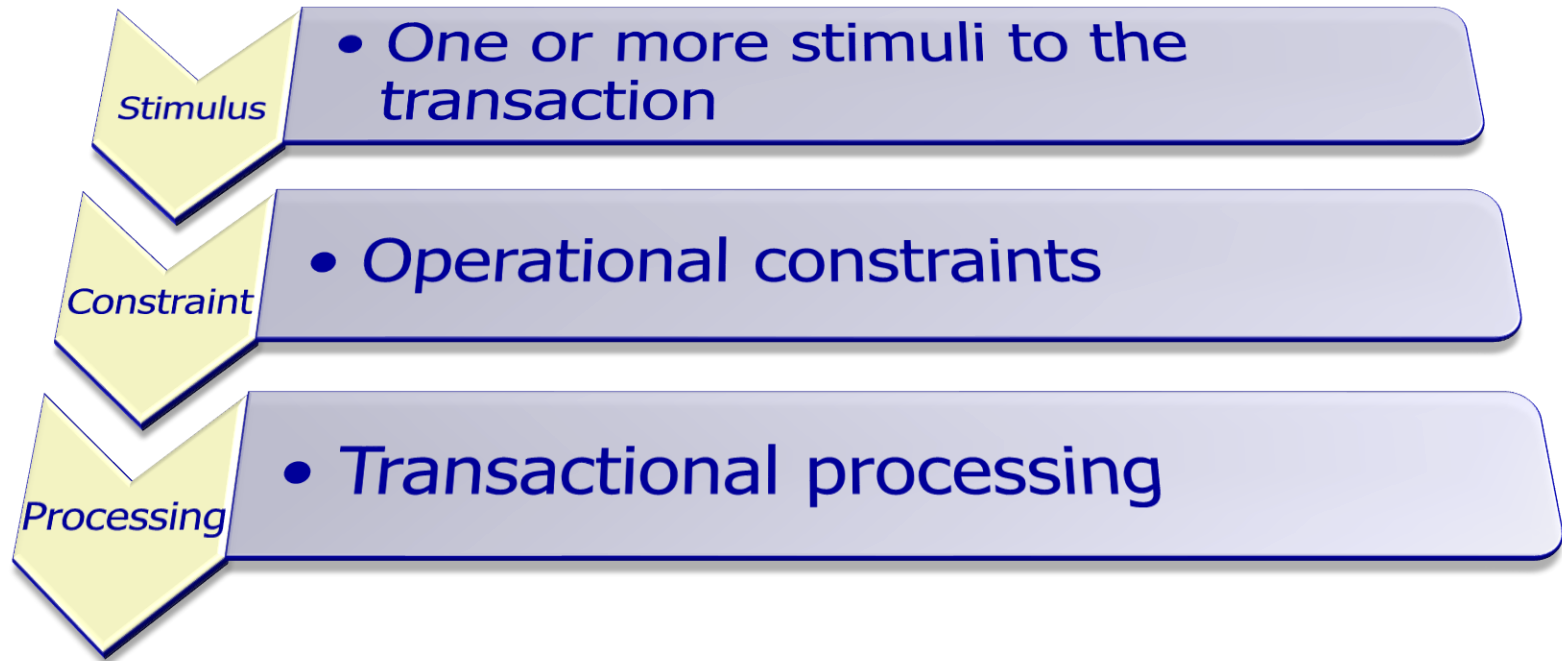 Stimulus
• One or more stimuli to the
transaction
Constraint
• Operational constraints
Processing
• Transactional processing